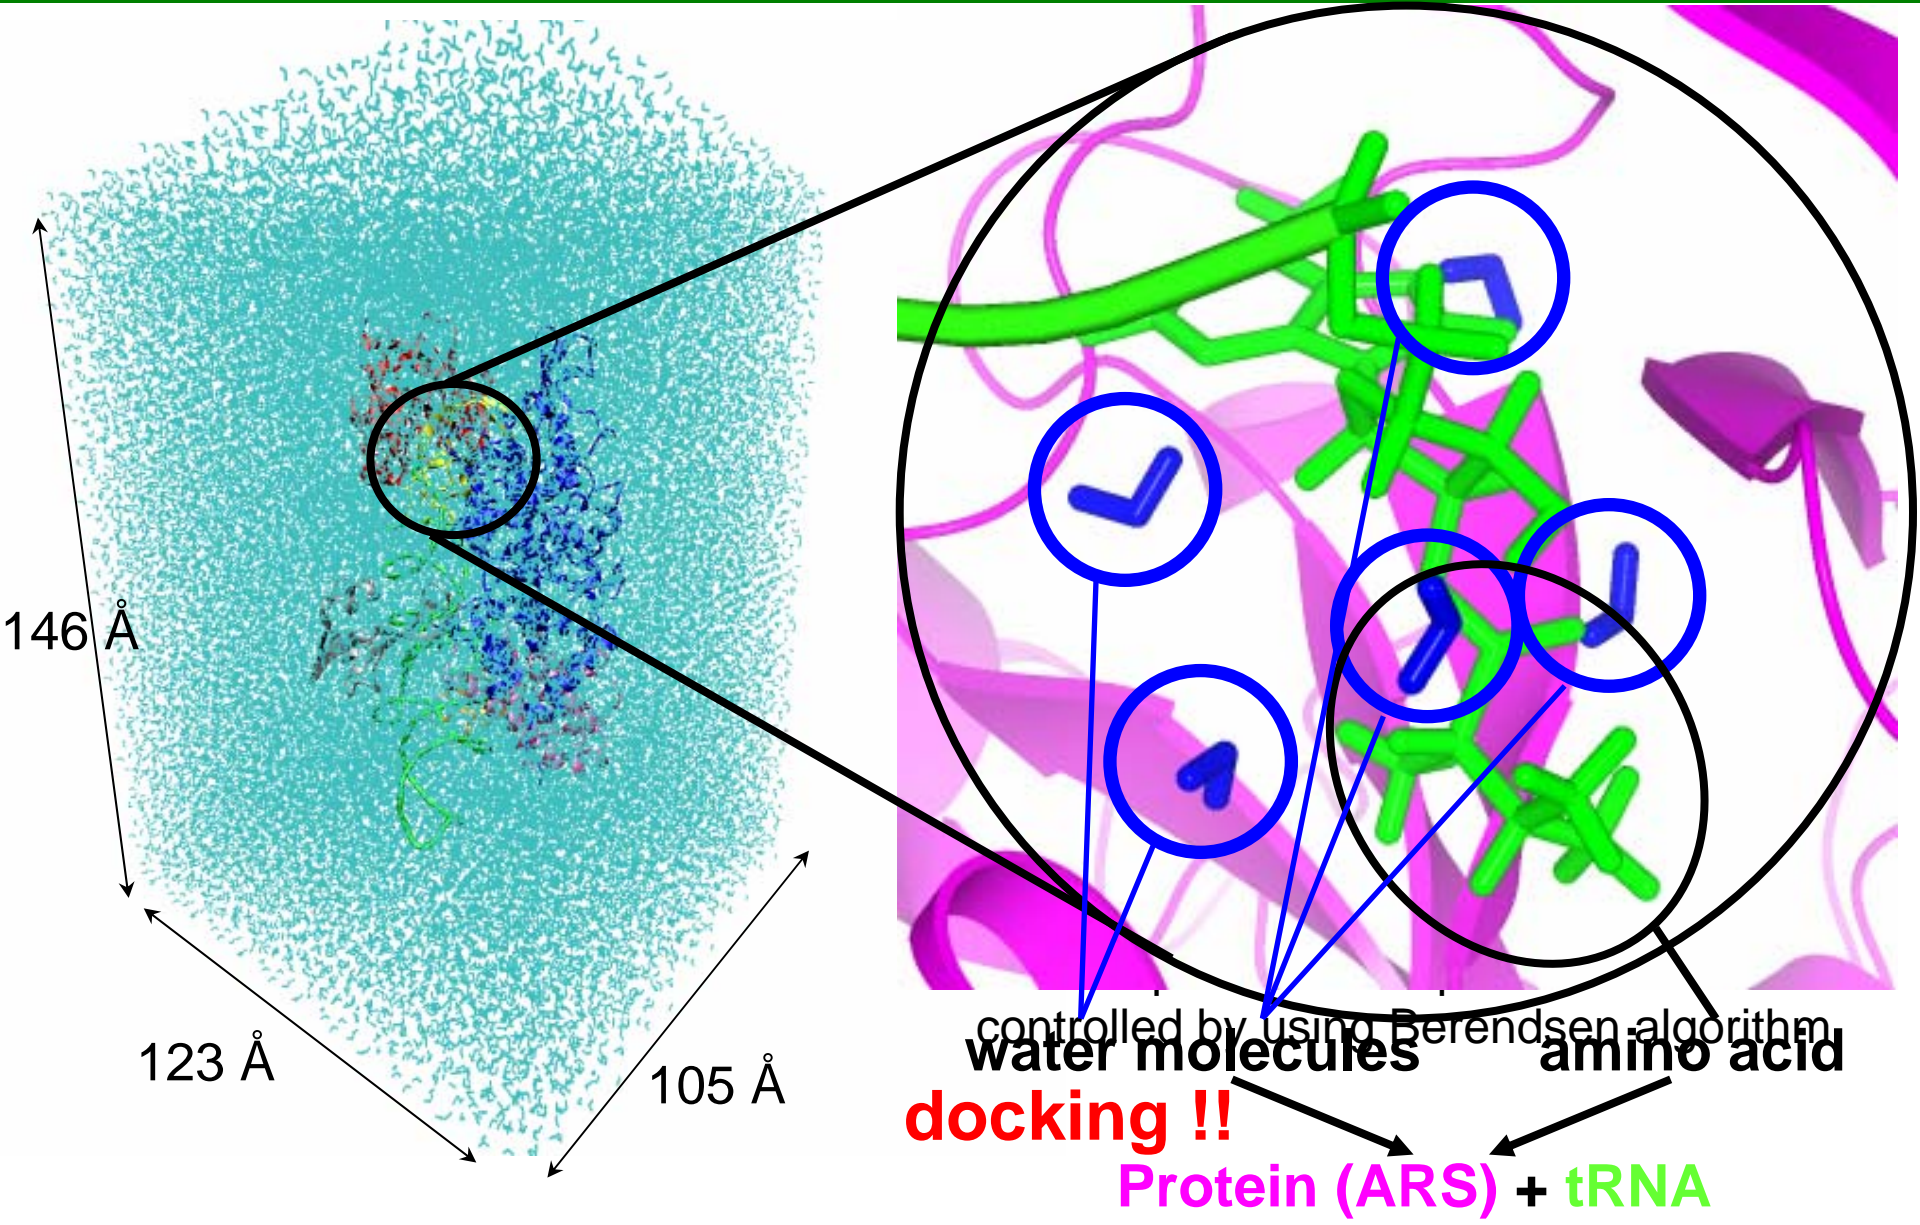 146 Å
123 Å
105 Å
controlled by using Berendsen algorithm
water molecules
amino acid
docking !!
Protein (ARS) + tRNA